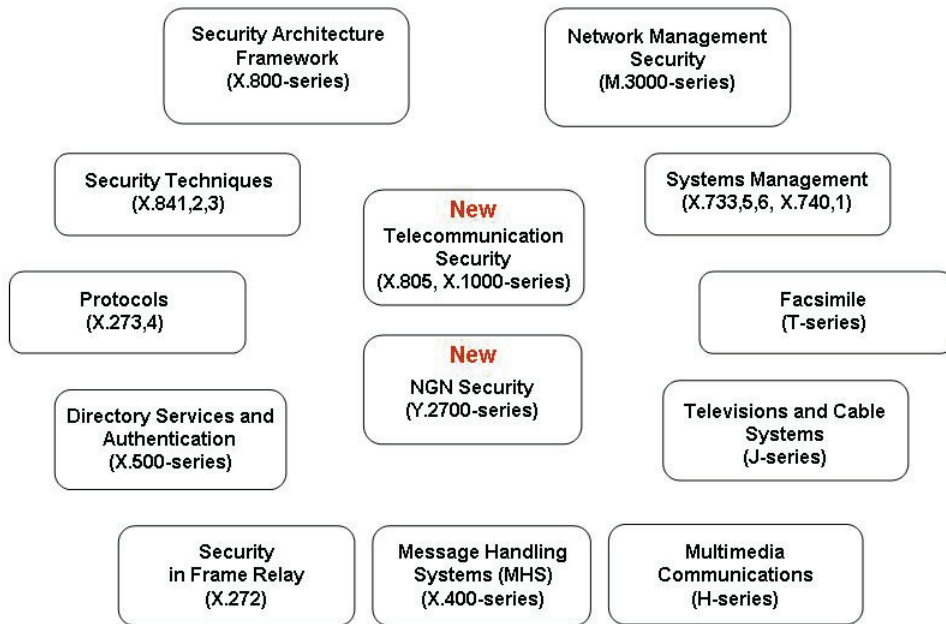 Security Architecture
Framework
(X.800-series)
Network Management
Security
(M.3000-series)
Security Techniques
(X.841,2,3)
New
Telecommunication
Security
(X.805, X.1000-series)
Systems Management
(X.733,5,6, X.740,1)
Protocols
(X.273,4)
Facsimile
(T-series)
New
NGN Security
(Y.2700-series)
Directory Services and
Authentication
(X.500-series)
Televisions and Cable
Systems
(J-series)
Security
in Frame Relay
(X.272)
Message Handling
Systems (MHS)
(X.400-series)
Multimedia
Communications
(H-series)